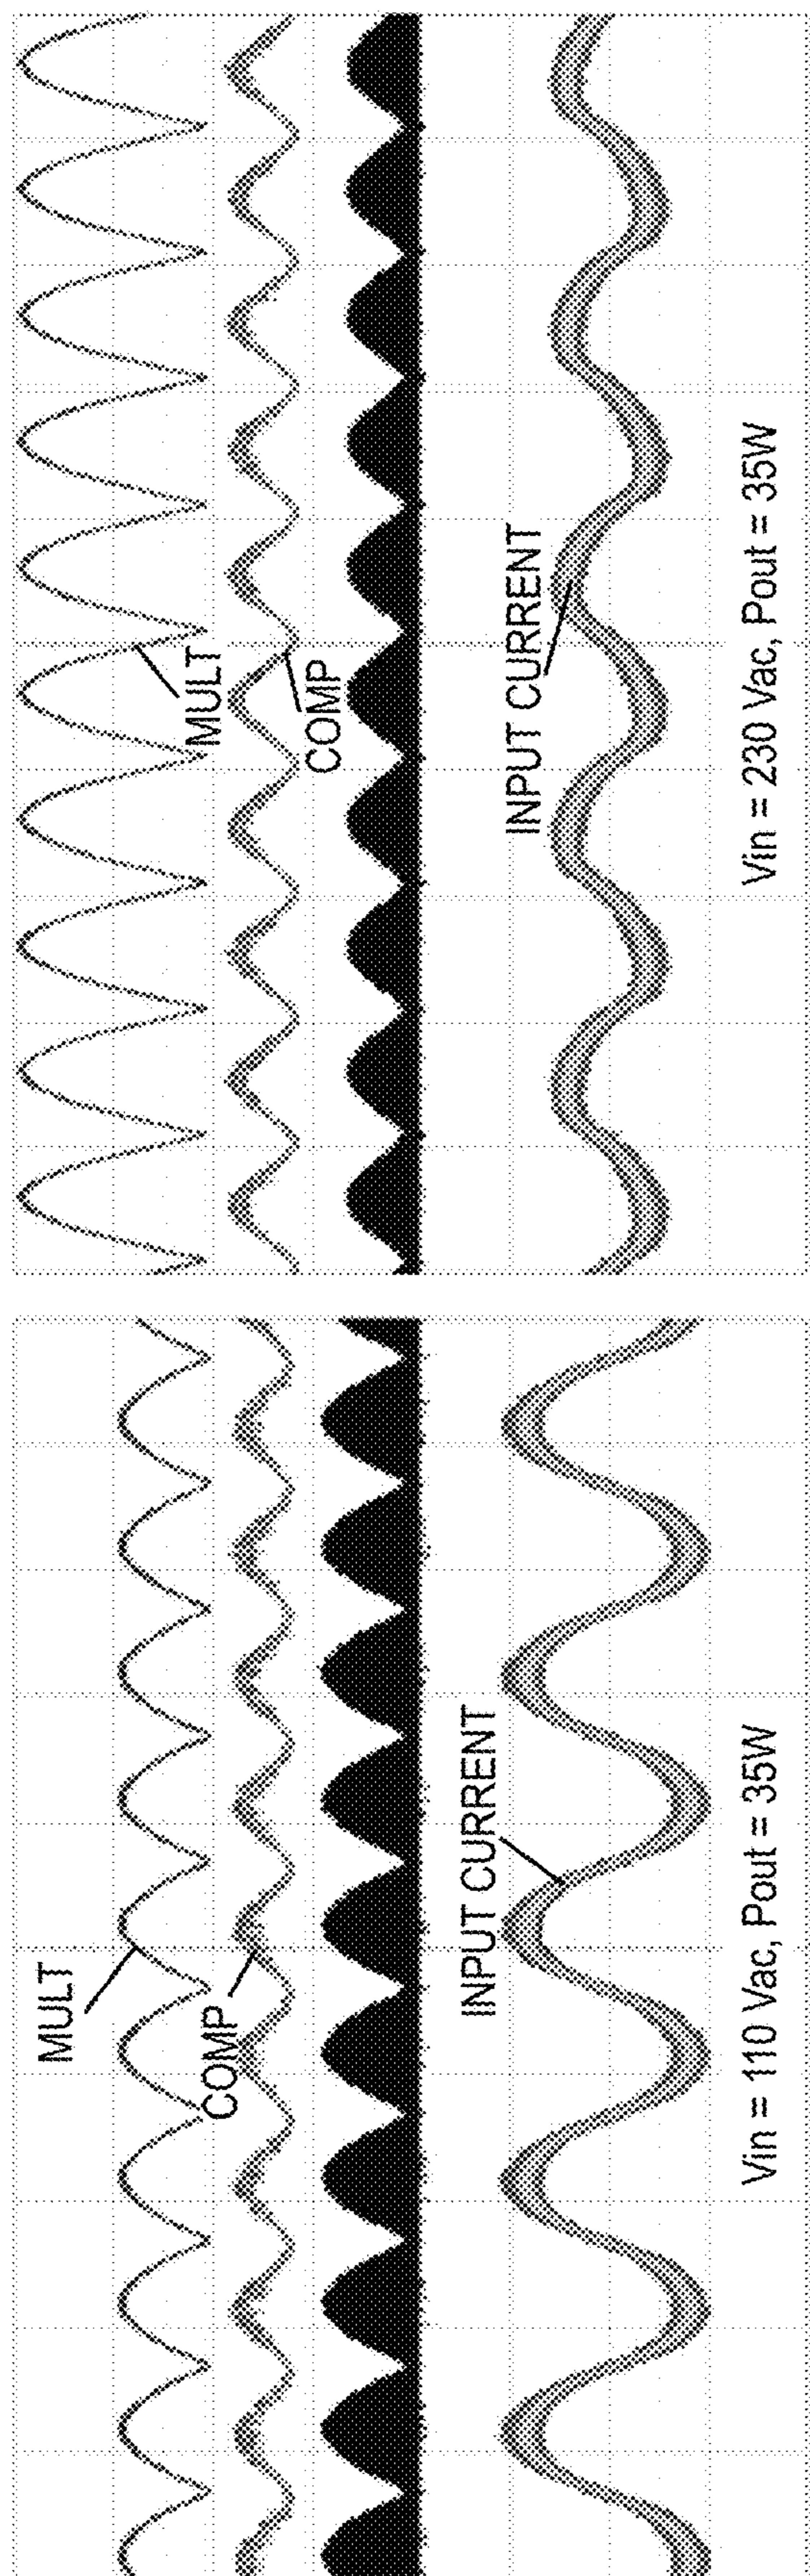 MULT
COMP
INPUT CURRENT
Vin = 110 Vac, Pout = 35W
MULT
COMP
INPUT CURRENT
Vin = 230 Vac, Pout = 35W